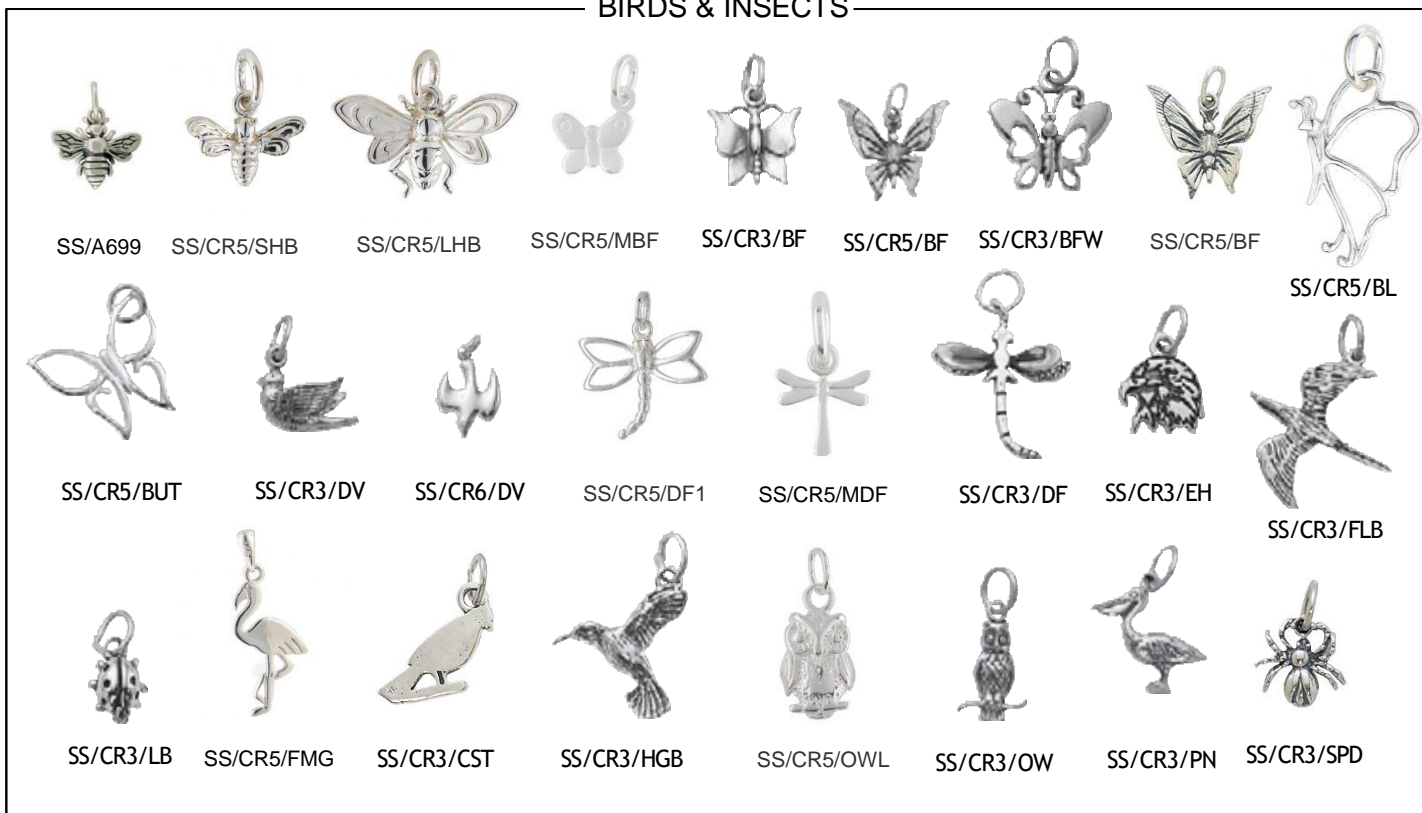 BIRDS & INSECTS
SS/A699
SS/CR5/SHB
SS/CR5/LHB
SS/CR5/MBF
SS/CR3/BF
SS/CR5/BF
SS/CR3/BFW
SS/CR5/BF
SS/CR5/BL
SS/CR5/BUT
SS/CR3/DV
SS/CR6/DV
SS/CR5/DF1
SS/CR5/MDF
SS/CR3/DF
SS/CR3/EH
SS/CR3/FLB
SS/CR3/LB
SS/CR5/FMG
SS/CR3/CST
SS/CR3/HGB
SS/CR5/OWL
SS/CR3/OW
SS/CR3/PN
SS/CR3/SPD